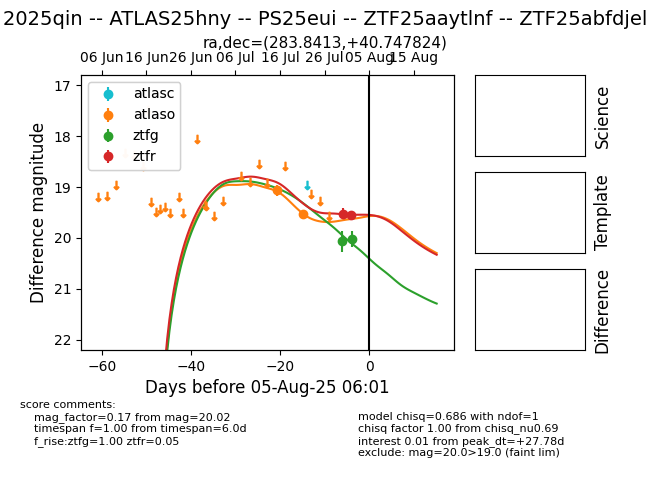 2025qin -- ATLAS25hny -- PS25eui -- ZTF25aaytlnf -- ZTF25abfdjel
ra,dec=(283.8413,+40.747824)
06 Jun 16 Jun 26 Jun 06 Jul 16 Jul 26 Jul 05 Aug 15 Aug
17
18
19
20
21
22
Difference magnitude
atlasc
atlaso
ztfg
ztfr
−60 −40 −20 0
Days before 05-Aug-25 06:01
Science
Template
Difference
score comments:
mag_factor=0.17 from mag=20.02
timespan f=1.00 from timespan=6.0d
f_rise:ztfg=1.00 ztfr=0.05
model chisq=0.686 with ndof=1
chisq factor 1.00 from chisq_nu0.69
interest 0.01 from peak_dt=+27.78d
exclude: mag=20.0>19.0 (faint lim)